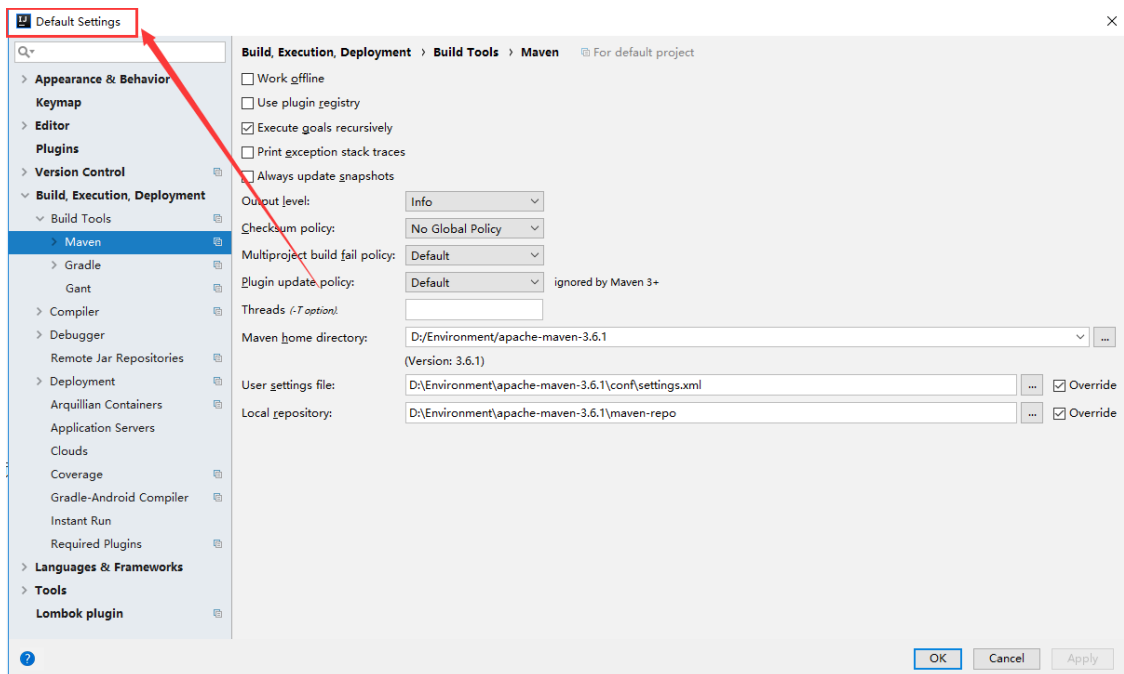 Default Settings
Appearance & Behavior
Keymap
Editor
Plugins
Version Control
Build, Execution, Deployment
Build Tools
Maven
Gradle
Gant
Compiler
Debugger
Remote Jar Repositories
Deployment
Arquillian Containers
Application Servers
Clouds
Coverage
Gradle-Android Compiler
Instant Run
Required Plugins
Languages & Frameworks
Tools
Lombok plugin
Build, Execution, Deployment › Build Tools › Maven For default project
Work offline
Use plugin registry
Execute goals recursively
Print exception stack traces
Always update snapshots
Output level: Info
Checksum policy: No Global Policy
Multiproject build fail policy: Default
Plugin update policy: Default ignored by Maven 3+
Threads (-T option).
Maven home directory: D:/Environment/apache-maven-3.6.1 ...
(Version: 3.6.1)
User settings file: D:\Environment\apache-maven-3.6.1\conf\settings.xml ... Override
Local repository: D:\Environment\apache-maven-3.6.1\maven-repo ... Override
? OK Cancel Apply